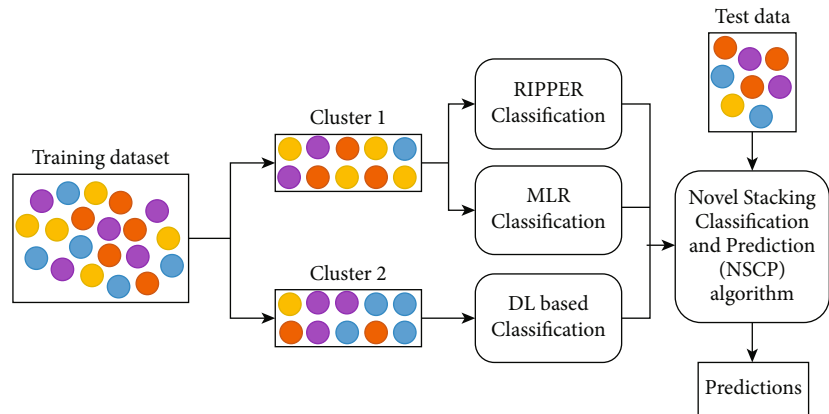 Training dataset
Cluster 1
Cluster 2
RIPPER
Classification
MLR
Classification
DL based
Classification
Test data
Novel Stacking
Classification
and Prediction
(NSCP)
algorithm
Predictions